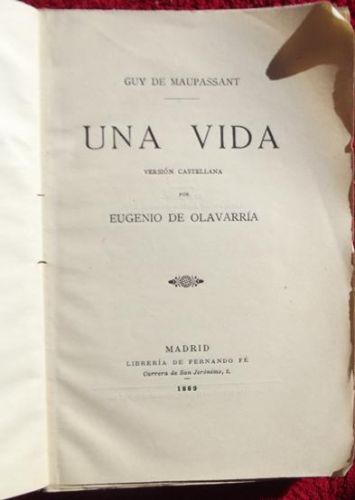 GUY DE MAUPASSANT
UNA VIDA
VERSIÓN CASTELLANA
POR
EUGENIO DE OLAVARRÍA
MADRID
LIBRERÍA DE FERNANDO FÉ
Carrera de San Jerónimo, 2.
1889